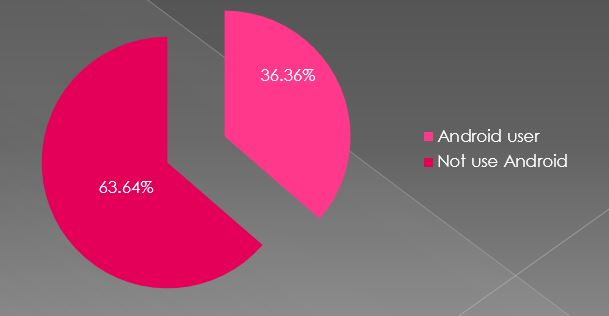 36.36%
63.64%
Android user
Not use Android